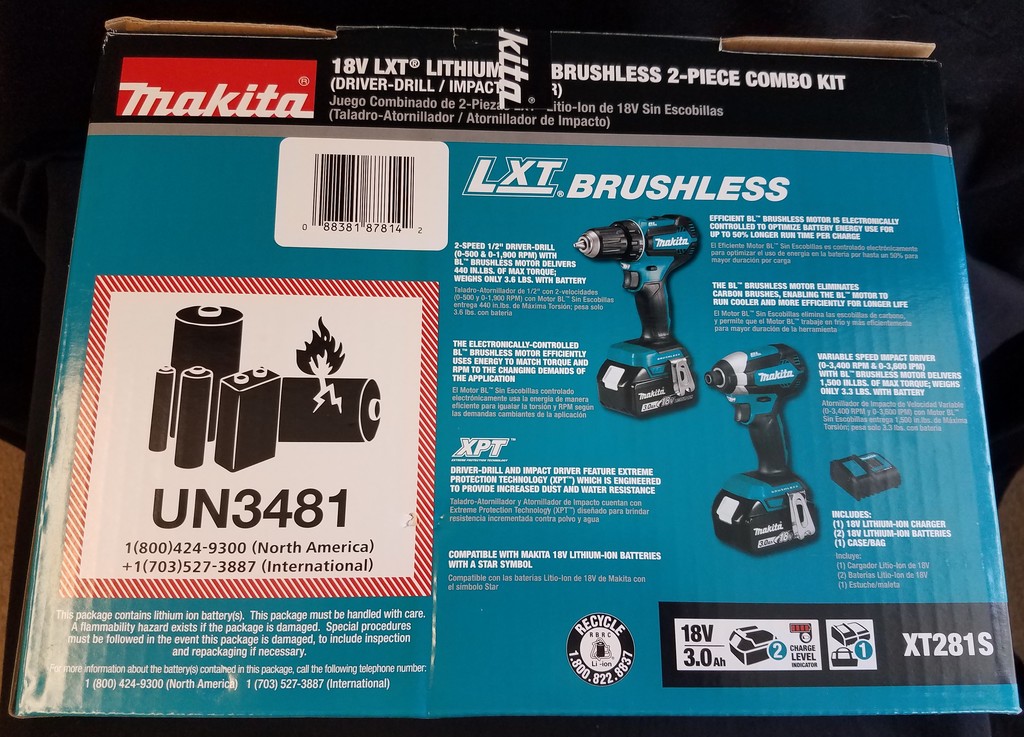 makita®
18V LXT® LITHIUM BRUSHLESS 2-PIECE COMBO KIT
(DRIVER-DRILL / IMPACT
Juego Combinado de 2-Pieza Litio-Ion de 18V Sin Escobillas
(Taladro-Atornillador / Atornillador de Impacto)
kita®
0 88381 87814 2
LXT® BRUSHLESS
2-SPEED 1/2" DRIVER-DRILL
(0-500 & 0-1,900 RPM) WITH
BL™ BRUSHLESS MOTOR DELIVERS
440 IN.LBS. OF MAX TORQUE;
WEIGHS ONLY 3.6 LBS. WITH BATTERY
Taladro-Atornillador de 1/2" con 2-velocidades
(0-500 y 0-1,900 RPM) con Motor BL™ Sin Escobillas
entrega 440 in.lbs. de Máxima Torsión; pesa solo
3.6 lbs. con batería
EFFICIENT BL™ BRUSHLESS MOTOR IS ELECTRONICALLY
CONTROLLED TO OPTIMIZE BATTERY ENERGY USE FOR
UP TO 50% LONGER RUN TIME PER CHARGE
El Eficiente Motor BL™ Sin Escobillas es controlado electrónicamente
para optimizar el uso de energía en la batería por hasta un 50% de
mayor duración por carga
THE BL™ BRUSHLESS MOTOR ELIMINATES
CARBON BRUSHES, ENABLING THE BL™ MOTOR TO
RUN COOLER AND MORE EFFICIENTLY FOR LONGER LIFE
El Motor BL™ Sin Escobillas elimina las escobillas de carbono,
y permite que el Motor BL™ trabaje en frío y más eficientemente
para mayor duración de la herramienta
THE ELECTRONICALLY-CONTROLLED
BL™ BRUSHLESS MOTOR EFFICIENTLY
USES ENERGY TO MATCH TORQUE AND
RPM TO THE CHANGING DEMANDS OF
THE APPLICATION
El Motor BL™ Sin Escobillas controlado
electrónicamente usa la energía de manera
eficiente para igualar la torsión y RPM según
las demandas cambiantes de la aplicación
VARIABLE SPEED IMPACT DRIVER
(0-3,400 RPM & 0-3,600 IPM)
WITH BL™ BRUSHLESS MOTOR DELIVERS
1,500 IN.LBS. OF MAX TORQUE; WEIGHS
ONLY 3.3 LBS. WITH BATTERY
Atornillador de Impacto de Velocidad Variable
(0-3,400 RPM y 0-3,600 IPM) con Motor BL™
Sin Escobillas entrega 1,500 in.lbs. de Máxima
Torsión; pesa solo 3.3 lbs. con batería
makita
BRUSHLESS
makita
3.0Ah 18V
makita
BRUSHLESS
makita
3.0Ah 18V
XPT™
EXTREME PROTECTION TECHNOLOGY
DRIVER-DRILL AND IMPACT DRIVER FEATURE EXTREME
PROTECTION TECHNOLOGY (XPT™) WHICH IS ENGINEERED
TO PROVIDE INCREASED DUST AND WATER RESISTANCE
Taladro-Atornillador y Atornillador de Impacto cuentan con
Extreme Protection Technology (XPT™) diseñado para brindar
resistencia incrementada contra polvo y agua
COMPATIBLE WITH MAKITA 18V LITHIUM-ION BATTERIES
WITH A STAR SYMBOL
Compatible con las baterías Litio-Ion de 18V de Makita con
el símbolo Star
INCLUDES:
(1) 18V LITHIUM-ION CHARGER
(2) 18V LITHIUM-ION BATTERIES
(1) CASE/BAG
Incluye:
(1) Cargador Litio-Ion de 18V
(2) Baterías Litio-Ion de 18V
(1) Estuche/maleta
UN3481
1(800)424-9300 (North America)
+1(703)527-3887 (International)
This package contains lithium ion battery(s). This package must be handled with care.
A flammability hazard exists if the package is damaged. Special procedures
must be followed in the event this package is damaged, to include inspection
and repackaging if necessary.
For more information about the battery(s) contained in this package, call the following telephone number:
1 (800) 424-9300 (North America) 1 (703) 527-3887 (International)
RECYCLE
RBRC
Li-ion
1.800.822.8837
18V
3.0Ah
2
CHARGE
LEVEL
INDICATOR
1
XT281S